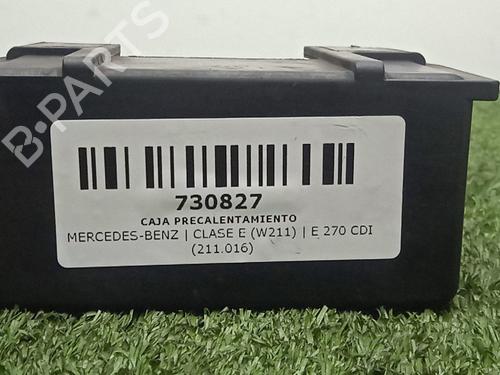 B-PARTS
730827
CAJA PRECALENTAMIENTO
MERCEDES-BENZ | CLASE E (W211) | E 270 CDI
(211.016)